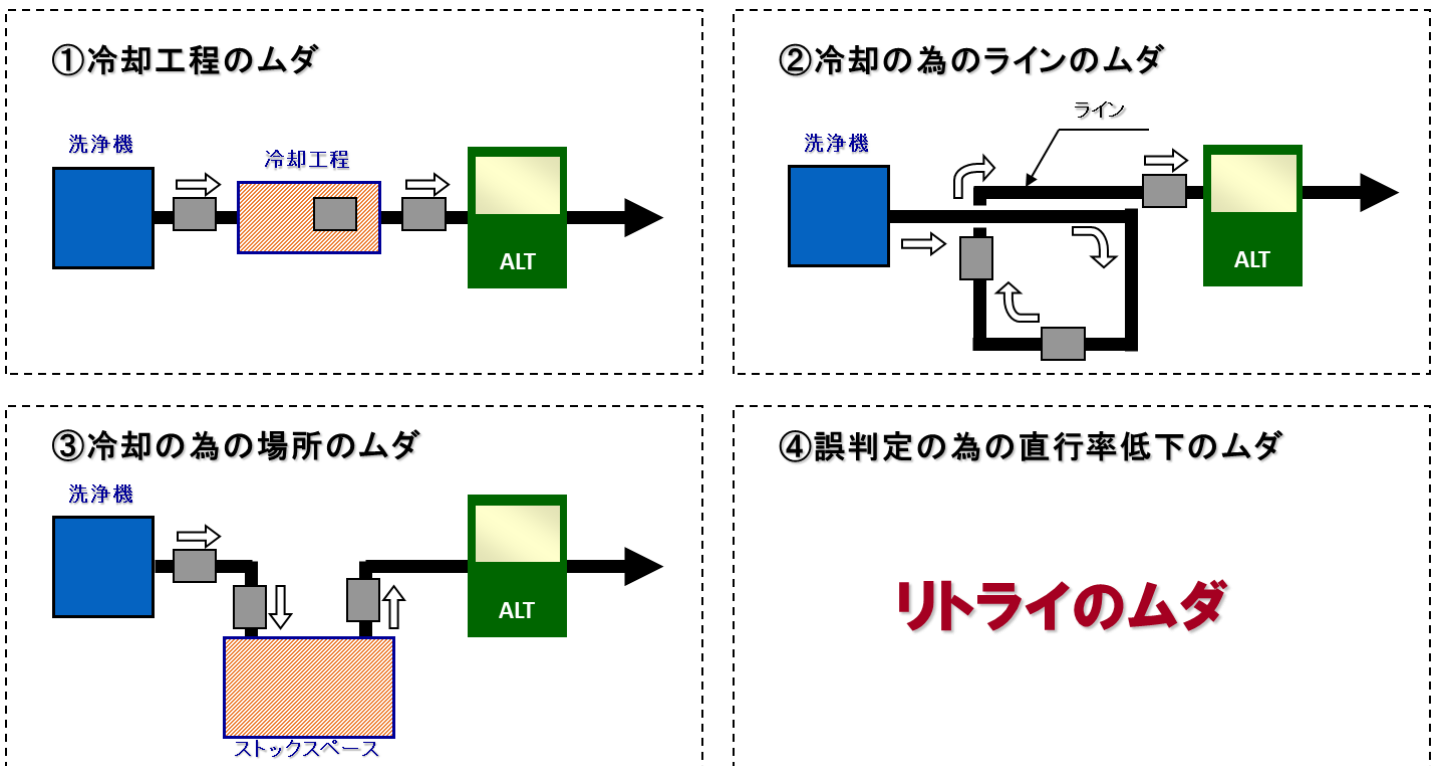 ①冷却工程のムダ
洗浄機
冷却工程
ALT
②冷却の為のラインのムダ
ライン
洗浄機
ALT
③冷却の為の場所のムダ
洗浄機
ALT
ストックスペース
④誤判定の為の直行率低下のムダ
リトライのムダ